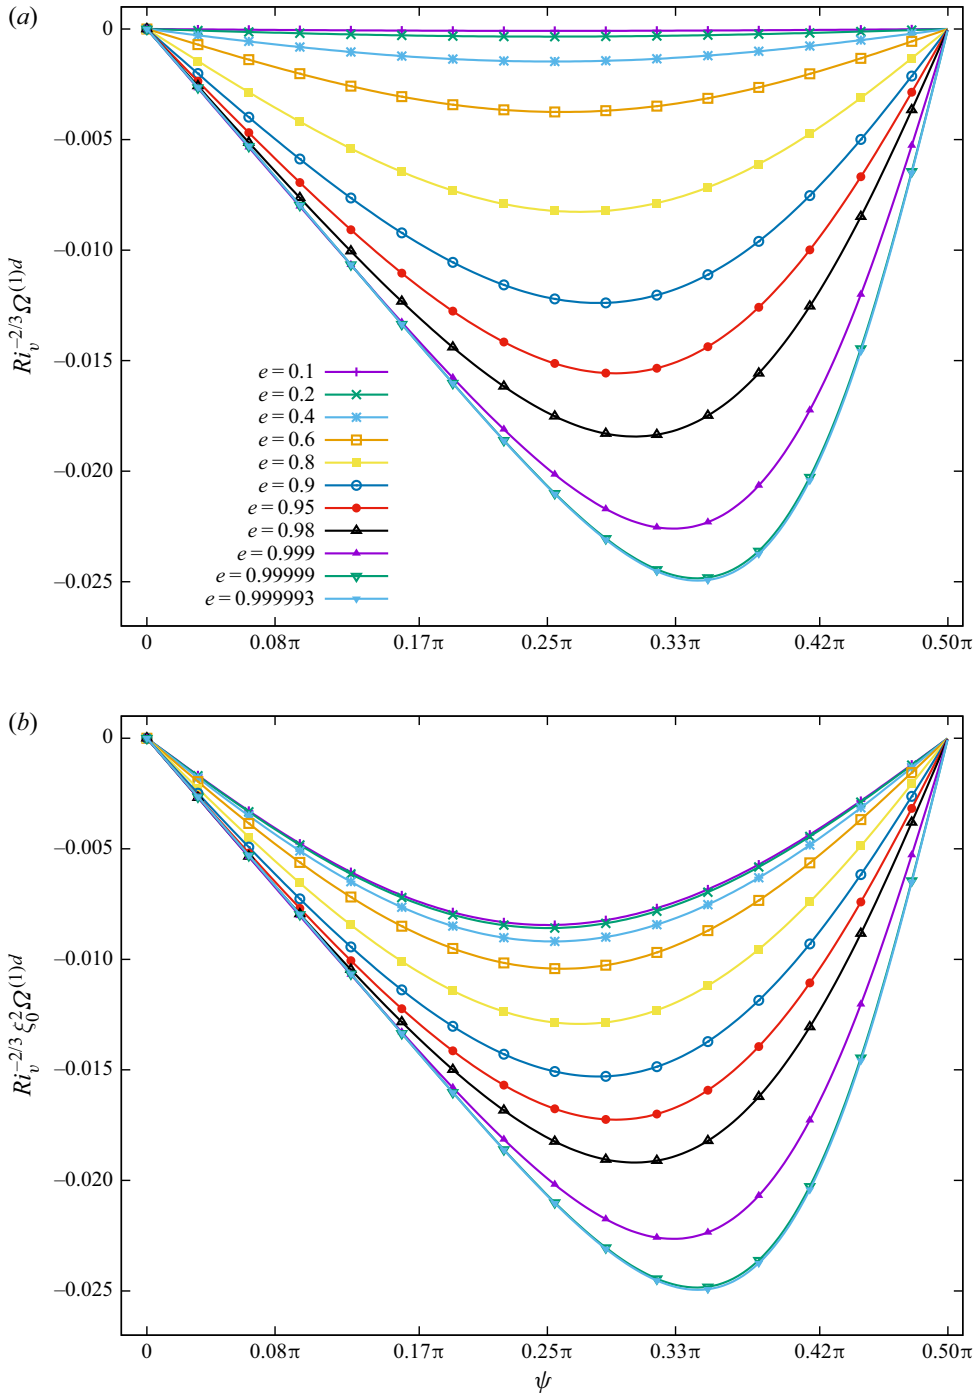 (a)
0
–0.005
–0.010
–0.015
–0.020
–0.025
Ri_v^{-2/3} Ω^{(1)d}
e = 0.1
e = 0.2
e = 0.4
e = 0.6
e = 0.8
e = 0.9
e = 0.95
e = 0.98
e = 0.999
e = 0.99999
e = 0.999993
0 0.08π 0.17π 0.25π 0.33π 0.42π 0.50π
(b)
0
–0.005
–0.010
–0.015
–0.020
–0.025
Ri_v^{-2/3} ξ_0^2 Ω^{(1)d}
0 0.08π 0.17π 0.25π 0.33π 0.42π 0.50π
ψ